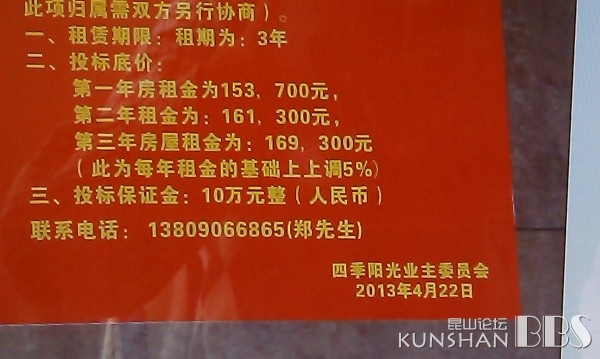 此项归属需双方另行协商）。
一、租赁期限：租期为：3年
二、投标底价：
第一年房租金为153，700元，
第二年租金为：161，300元，
第三年房屋租金为：169，300元
（此为每年租金的基础上上调5%）
三、投标保证金：10万元整（人民币）
联系电话：13809066865(郑先生)
四季阳光业主委员会
2013年4月22日
昆山论坛
KUNSHAN BBS